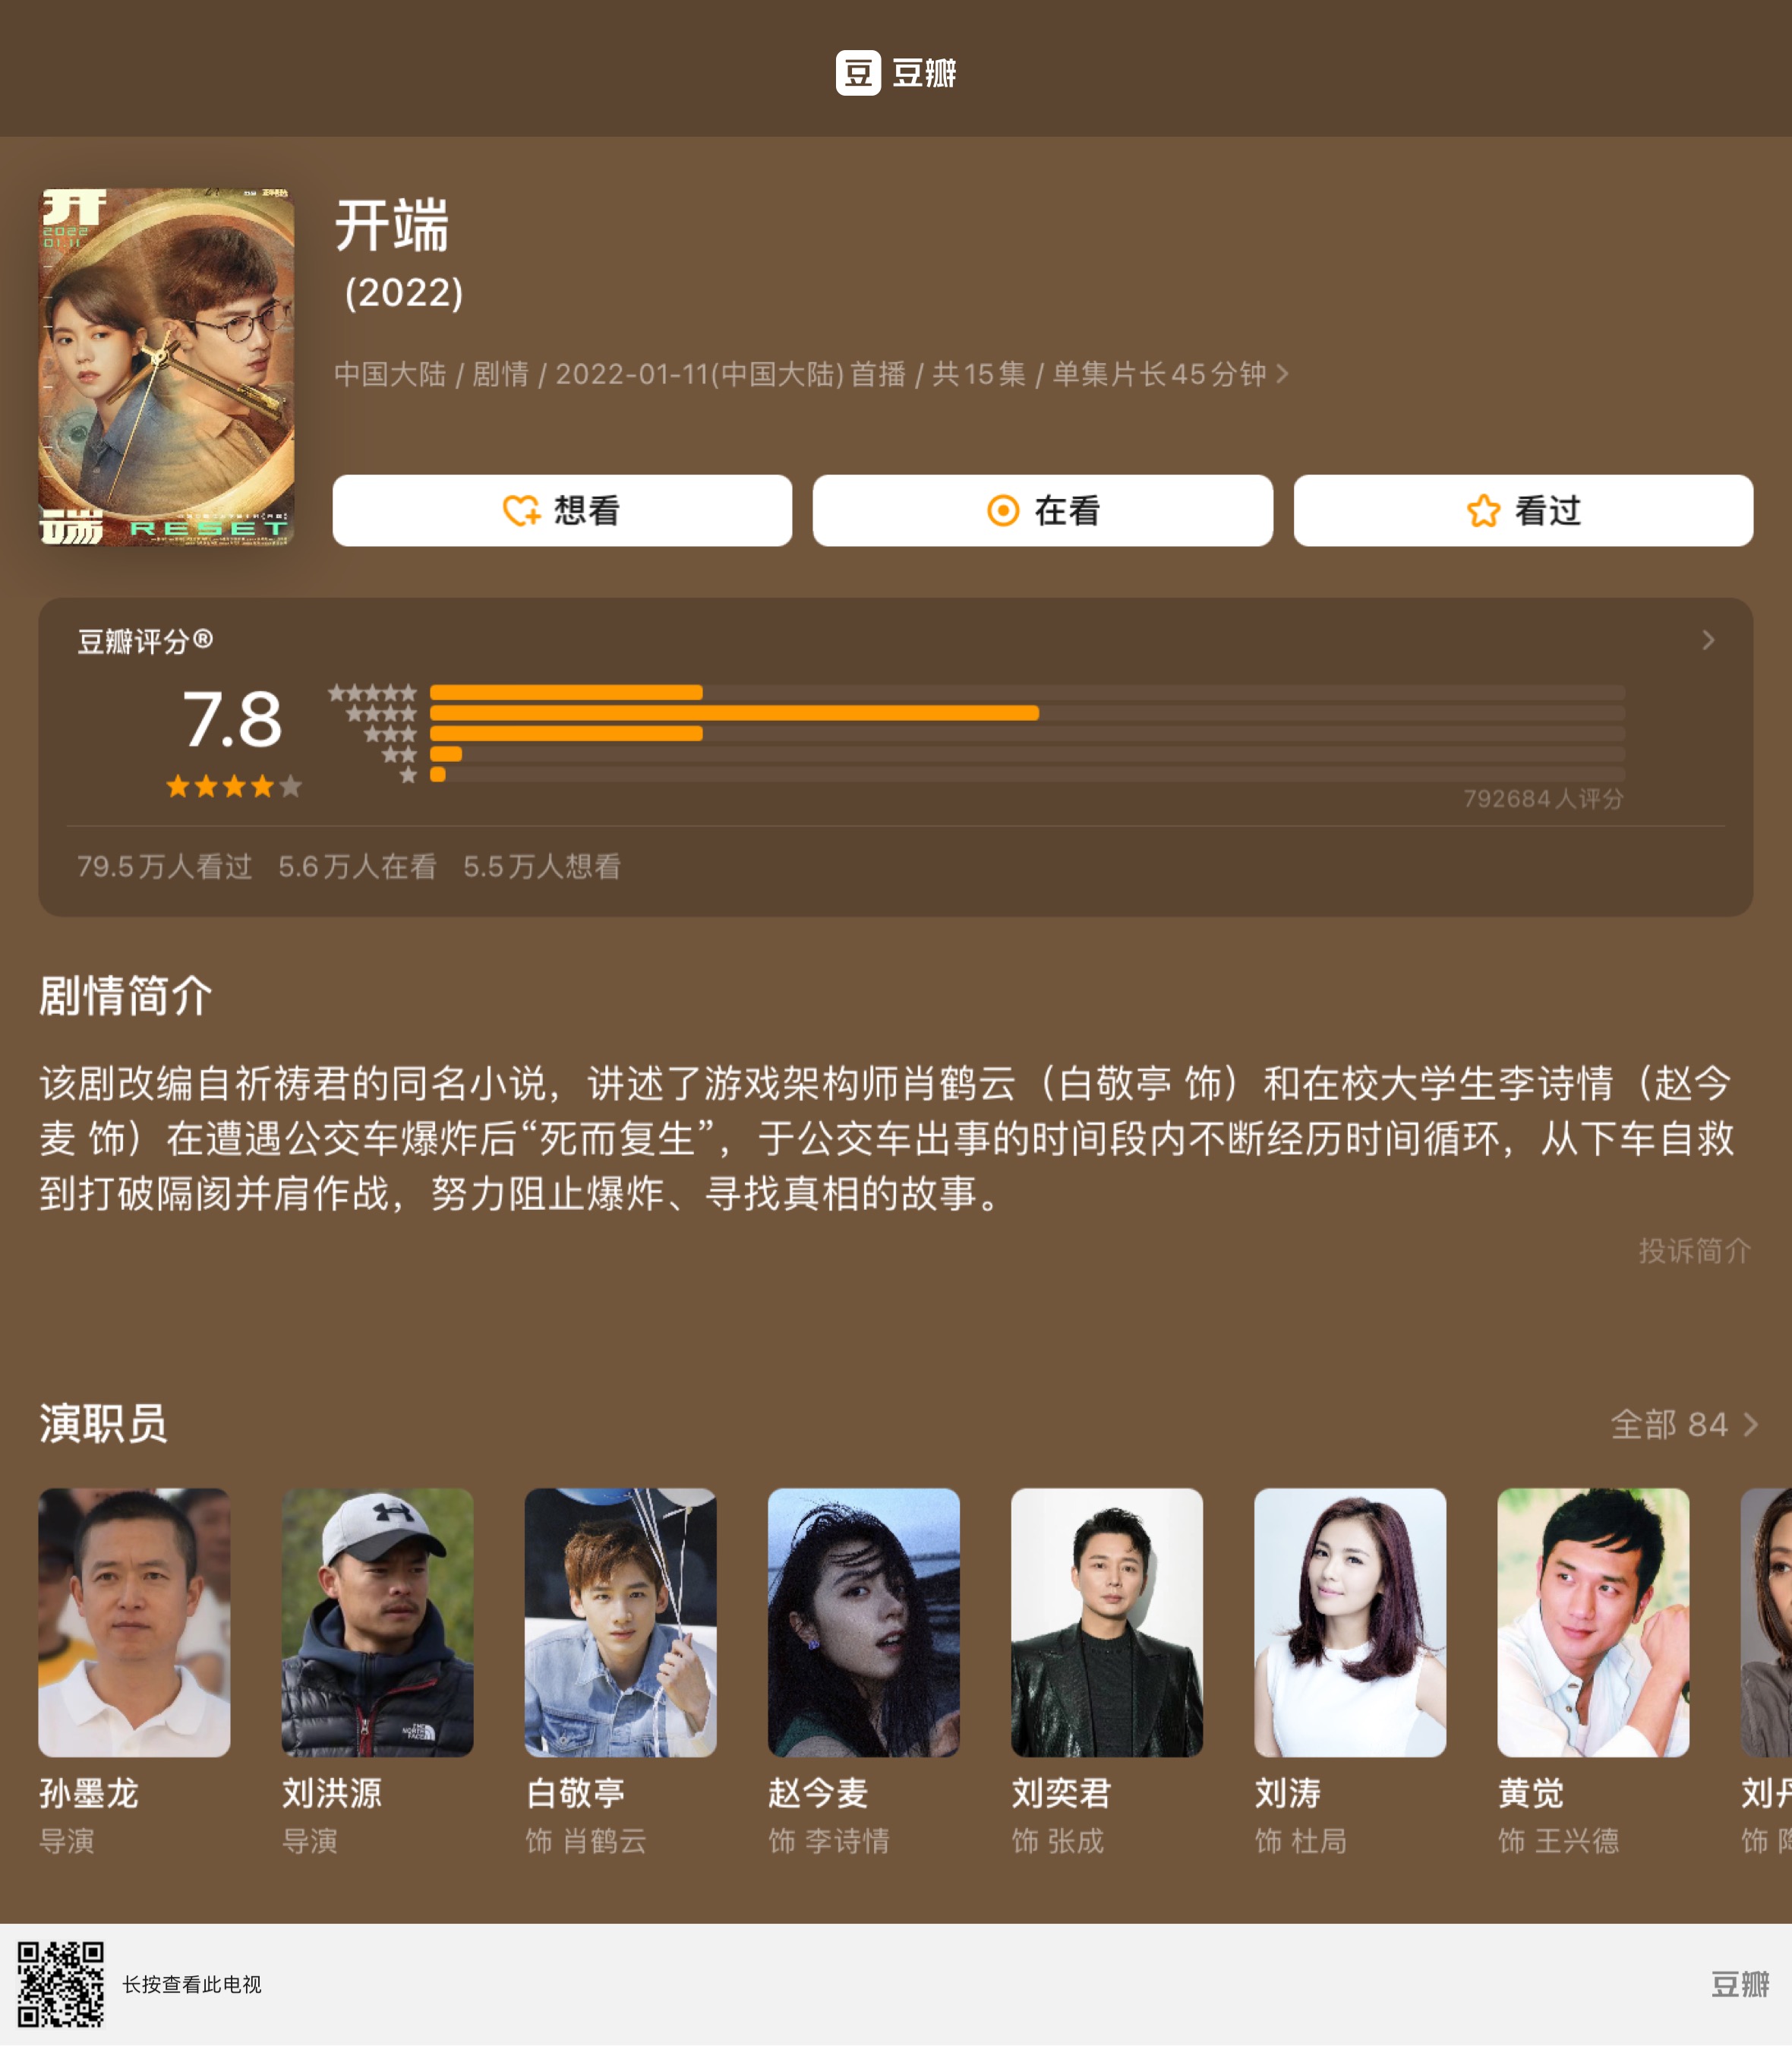 豆 豆瓣
开
2022
01.11
端 RESET
开端
(2022)
中国大陆 / 剧情 / 2022-01-11(中国大陆)首播 / 共15集 / 单集片长45分钟
想看 在看 看过
豆瓣评分®
7.8
792684人评分
79.5万人看过 5.6万人在看 5.5万人想看
剧情简介
该剧改编自祈祷君的同名小说，讲述了游戏架构师肖鹤云（白敬亭 饰）和在校大学生李诗情（赵今
麦 饰）在遭遇公交车爆炸后“死而复生”，于公交车出事的时间段内不断经历时间循环，从下车自救
到打破隔阂并肩作战，努力阻止爆炸、寻找真相的故事。
投诉简介
演职员 全部 84
THE NORTH FACE
孙墨龙 刘洪源 白敬亭 赵今麦 刘奕君 刘涛 黄觉 刘丹
导演 导演 饰 肖鹤云 饰 李诗情 饰 张成 饰 杜局 饰 王兴德 饰
长按查看此电视 豆瓣